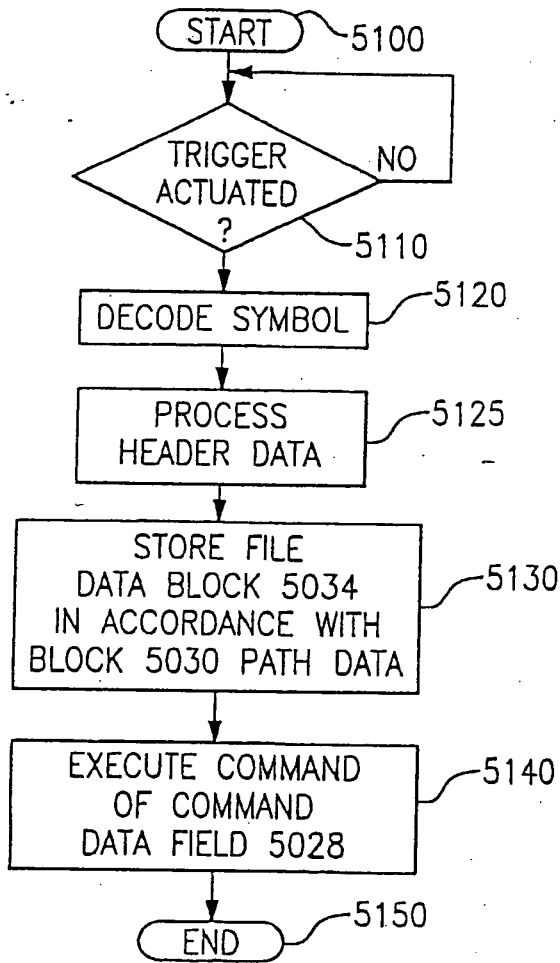 START
5100
TRIGGER
ACTUATED
?
NO
5110
DECODE SYMBOL
5120
PROCESS
HEADER DATA
5125
STORE FILE
DATA BLOCK 5034
IN ACCORDANCE WITH
BLOCK 5030 PATH DATA
5130
EXECUTE COMMAND
OF COMMAND
DATA FIELD 5028
5140
END
5150